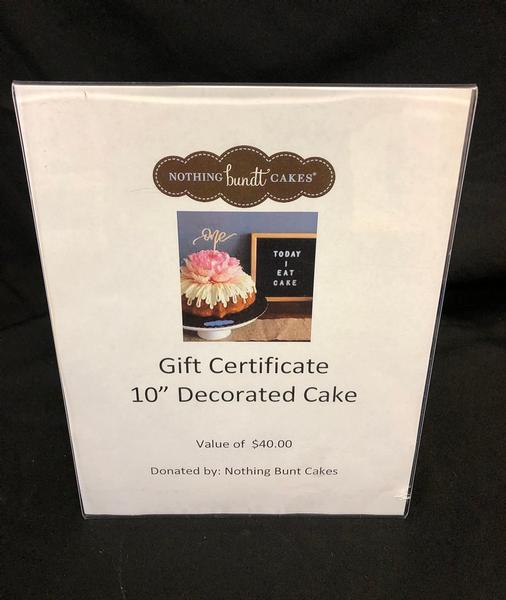 NOTHING bundt CAKES®
one
TODAY
I
EAT
CAKE
Gift Certificate
10” Decorated Cake
Value of $40.00
Donated by: Nothing Bunt Cakes